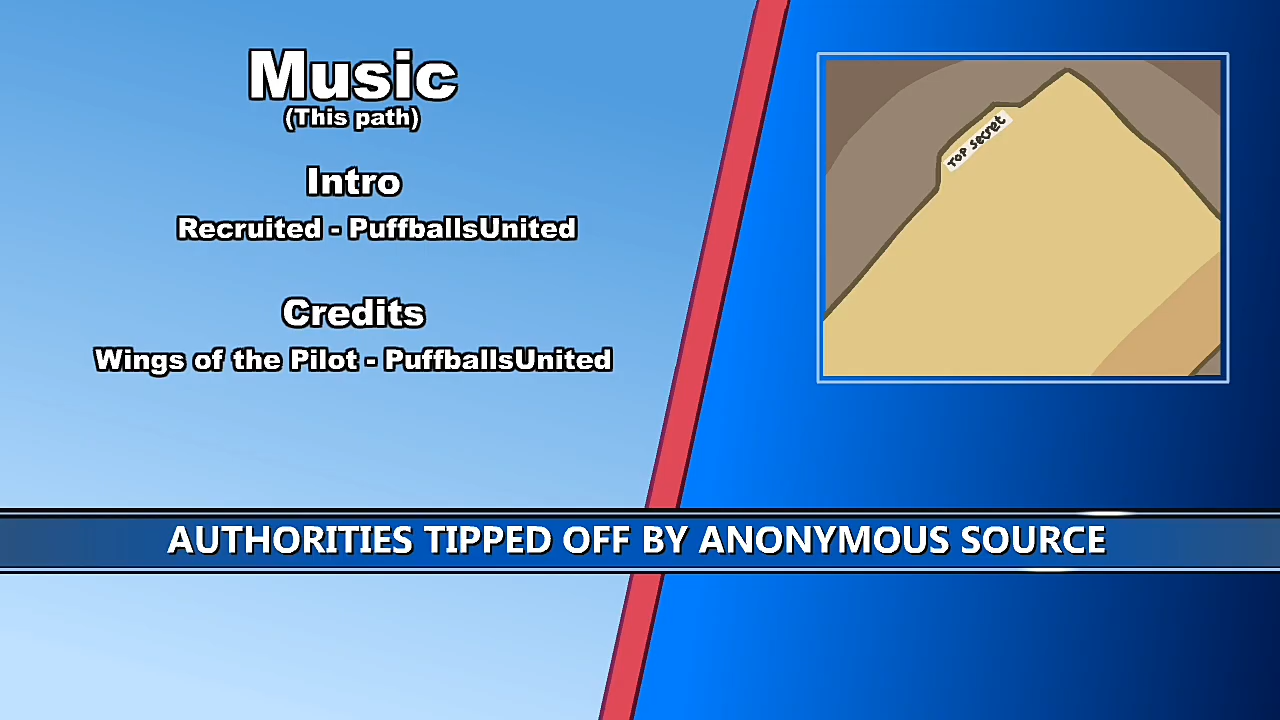 Music
(This path)
Intro
Recruited - PuffballsUnited
Credits
Wings of the Pilot - PuffballsUnited
TOP SECRET
AUTHORITIES TIPPED OFF BY ANONYMOUS SOURCE